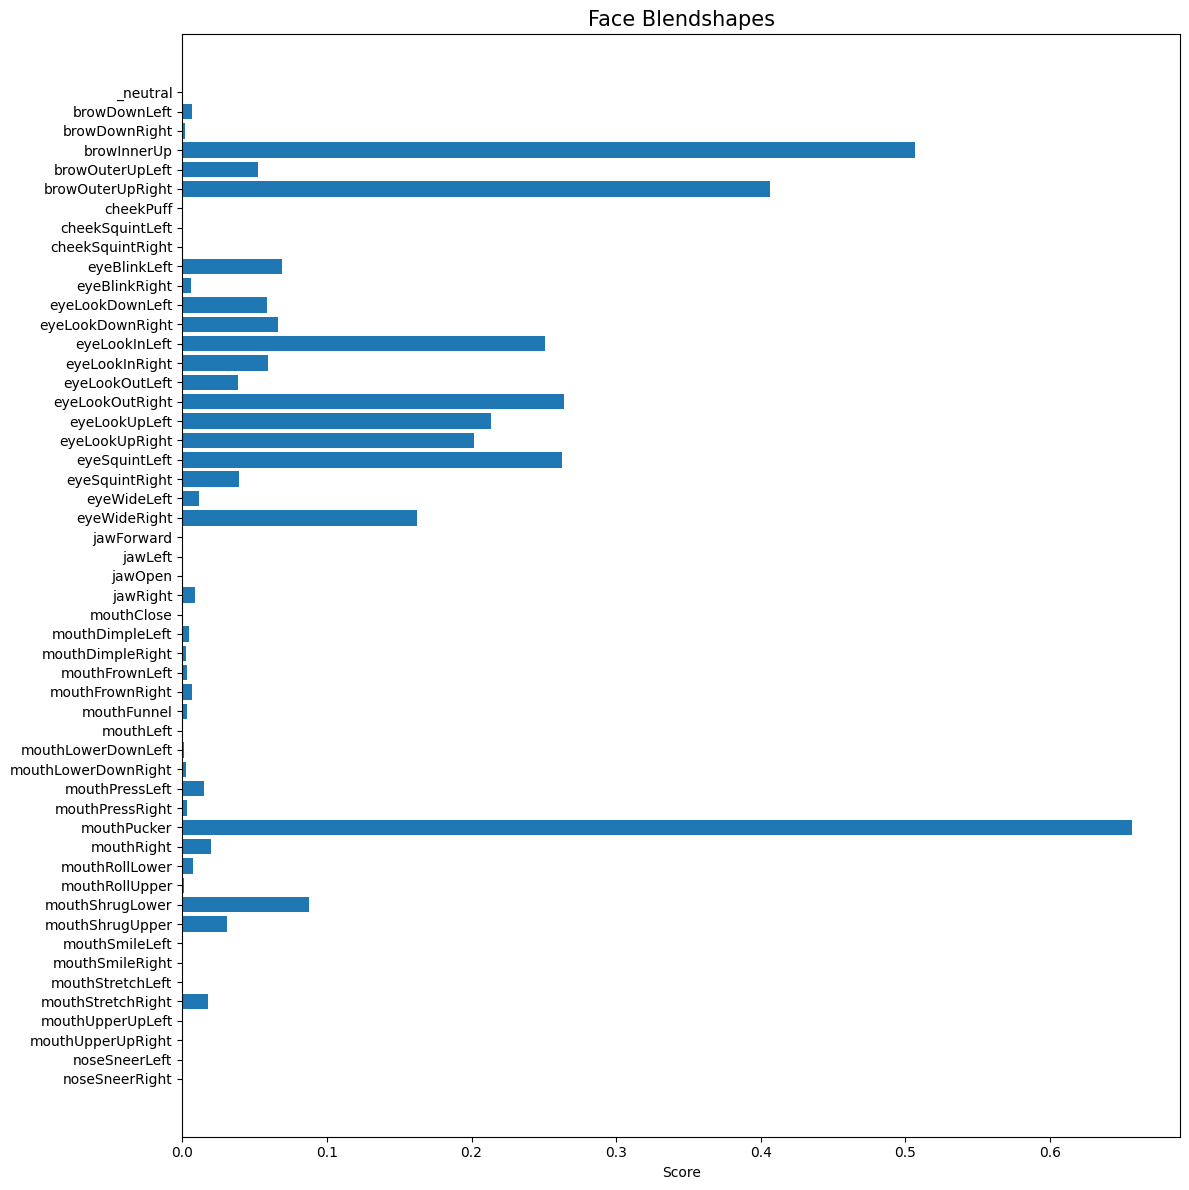 Face Blendshapes
_neutral
browDownLeft
browDownRight
browInnerUp
browOuterUpLeft
browOuterUpRight
cheekPuff
cheekSquintLeft
cheekSquintRight
eyeBlinkLeft
eyeBlinkRight
eyeLookDownLeft
eyeLookDownRight
eyeLookInLeft
eyeLookInRight
eyeLookOutLeft
eyeLookOutRight
eyeLookUpLeft
eyeLookUpRight
eyeSquintLeft
eyeSquintRight
eyeWideLeft
eyeWideRight
jawForward
jawLeft
jawOpen
jawRight
mouthClose
mouthDimpleLeft
mouthDimpleRight
mouthFrownLeft
mouthFrownRight
mouthFunnel
mouthLeft
mouthLowerDownLeft
mouthLowerDownRight
mouthPressLeft
mouthPressRight
mouthPucker
mouthRight
mouthRollLower
mouthRollUpper
mouthShrugLower
mouthShrugUpper
mouthSmileLeft
mouthSmileRight
mouthStretchLeft
mouthStretchRight
mouthUpperUpLeft
mouthUpperUpRight
noseSneerLeft
noseSneerRight
0.0 0.1 0.2 0.3 0.4 0.5 0.6
Score